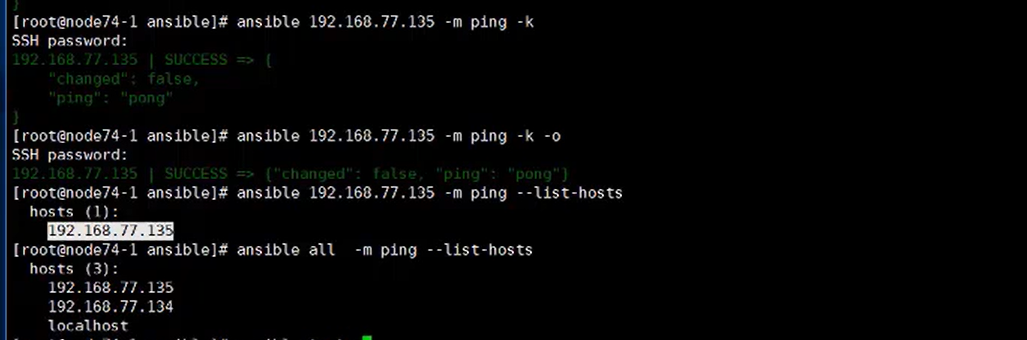 }
[root@node74-1 ansible]# ansible 192.168.77.135 -m ping -k
SSH password:
192.168.77.135 | SUCCESS => {
    "changed": false,
    "ping": "pong"
}
[root@node74-1 ansible]# ansible 192.168.77.135 -m ping -k -o
SSH password:
192.168.77.135 | SUCCESS => {"changed": false, "ping": "pong"}
[root@node74-1 ansible]# ansible 192.168.77.135 -m ping --list-hosts
  hosts (1):
    192.168.77.135
[root@node74-1 ansible]# ansible all  -m ping --list-hosts
  hosts (3):
    192.168.77.135
    192.168.77.134
    localhost